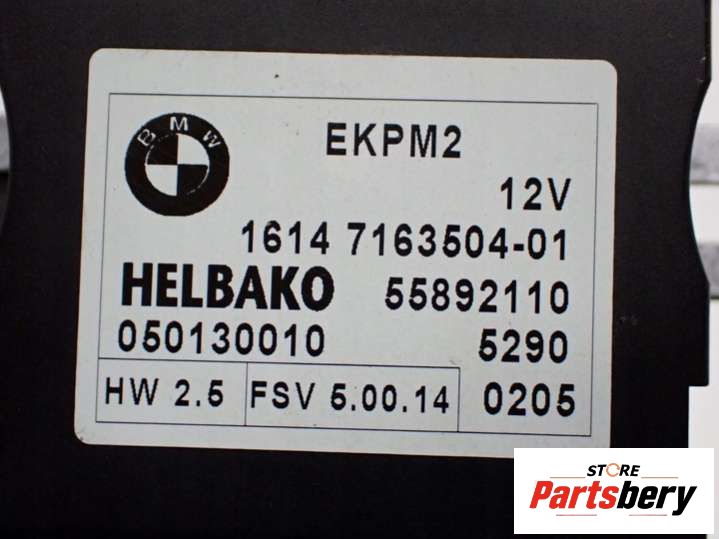 BMW
EKPM2
12V
1614 7163504-01
HELBAKO 55892110
050130010 5290
HW 2.5 FSV 5.00.14 0205
STORE
Partsbery